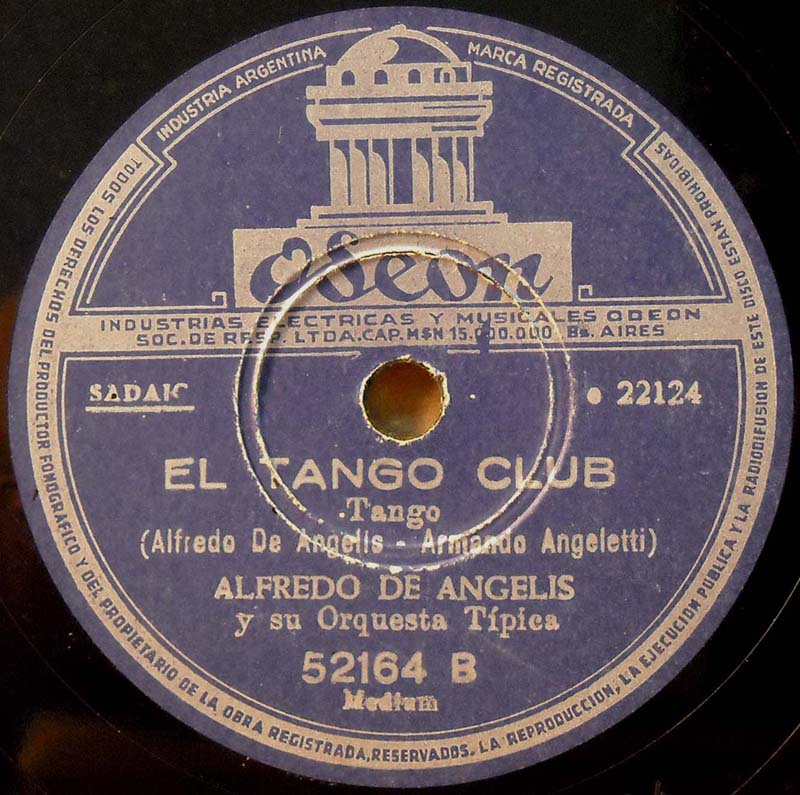 INDUSTRIA ARGENTINA
MARCA REGISTRADA
Odeon
INDUSTRIAS ELECTRICAS Y MUSICALES ODEON
SOC. DE RESP. LTDA. CAP. M$N 15.000.000 Bs. AIRES
SADAIC
● 22124
EL TANGO CLUB
Tango
(Alfredo De Angelis - Armando Angeletti)
ALFREDO DE ANGELIS
y su Orquesta Típica
52164 B
Medium
TODOS LOS DERECHOS DEL PRODUCTOR FONOGRAFICO Y DEL PROPIETARIO DE LA OBRA REGISTRADA, RESERVADOS. LA REPRODUCCION, LA EJECUCION PUBLICA Y LA RADIODIFUSION DE ESTE DISCO ESTAN PROHIBIDAS